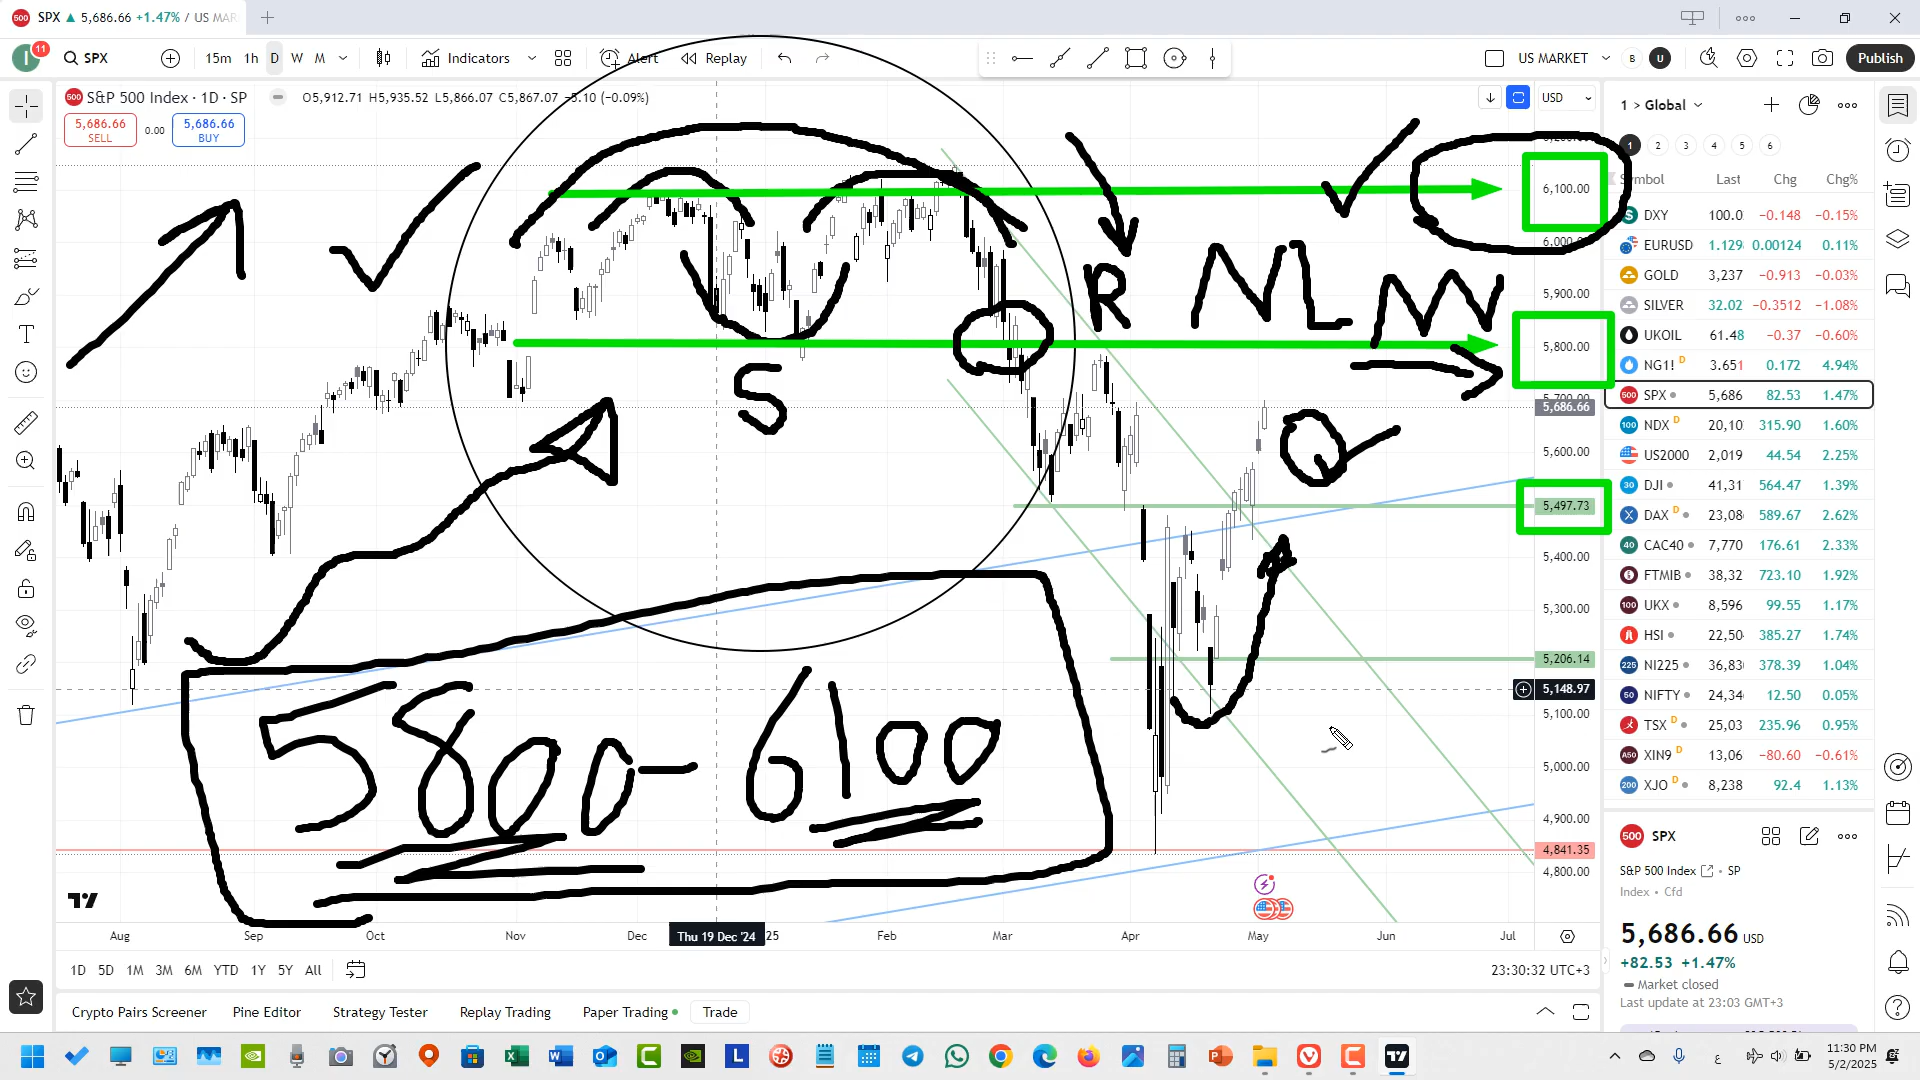 SPX ▲ 5,686.66 +1.47% / US MAR
11
SPX 15m 1h D W M Indicators Alert Replay US MARKET B U Publish
S&P 500 Index · 1D · SP O5,912.71 H5,935.52 L5,866.07 C5,867.07 −5.10 (−0.09%)
5,686.66 SELL 0.00 5,686.66 BUY
USD
6,100.00
5,900.00
5,800.00
5,686.66
5,600.00
5,497.73
5,400.00
5,300.00
5,206.14
5,148.97
5,100.00
5,000.00
4,900.00
4,841.35
4,800.00
R
S
5800-6100
Aug Sep Oct Nov Dec Thu 19 Dec '24 25 Feb Mar Apr May Jun Jul
1D 5D 1M 3M 6M YTD 1Y 5Y All 23:30:32 UTC+3
Crypto Pairs Screener Pine Editor Strategy Tester Replay Trading Paper Trading Trade
1 > Global
1 2 3 4 5 6
Symbol Last Chg Chg%
DXY 100.0 −0.148 −0.15%
EURUSD 1.129 0.00124 0.11%
GOLD 3,237 −0.913 −0.03%
SILVER 32.02 −0.3512 −1.08%
UKOIL 61.48 −0.37 −0.60%
NG1! D 3.651 0.172 4.94%
SPX 5,686 82.53 1.47%
NDX D 20,10 315.90 1.60%
US2000 2,019 44.54 2.25%
DJI 41,31 564.47 1.39%
DAX D 23,08 589.67 2.62%
CAC40 7,770 176.61 2.33%
FTMIB 38,32 723.10 1.92%
UKX 8,596 99.55 1.17%
HSI 22,50 385.27 1.74%
NI225 36,83 378.39 1.04%
NIFTY 24,34 12.50 0.05%
TSX D 25,03 235.96 0.95%
XIN9 D 13,06 −80.60 −0.61%
XJO D 8,238 92.4 1.13%
SPX
S&P 500 Index • SP
Index • Cfd
5,686.66 USD
+82.53 +1.47%
Market closed
Last update at 23:03 GMT+3
11:30 PM
5/2/2025